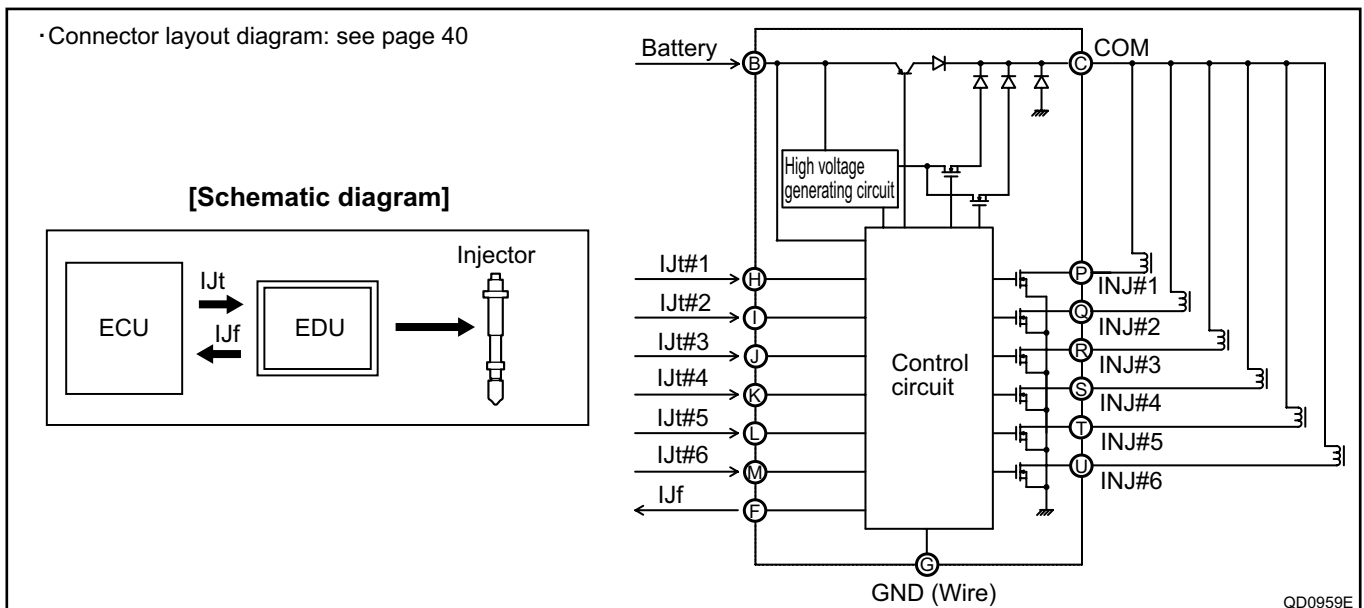 ·Connector layout diagram: see page 40
[Schematic diagram]
ECU
IJt
IJf
EDU
Injector
Battery
B
COM
C
High voltage
generating circuit
IJt#1
H
IJt#2
I
IJt#3
J
IJt#4
K
IJt#5
L
IJt#6
M
IJf
F
Control
circuit
P
INJ#1
Q
INJ#2
R
INJ#3
S
INJ#4
T
INJ#5
U
INJ#6
G
GND (Wire)
QD0959E